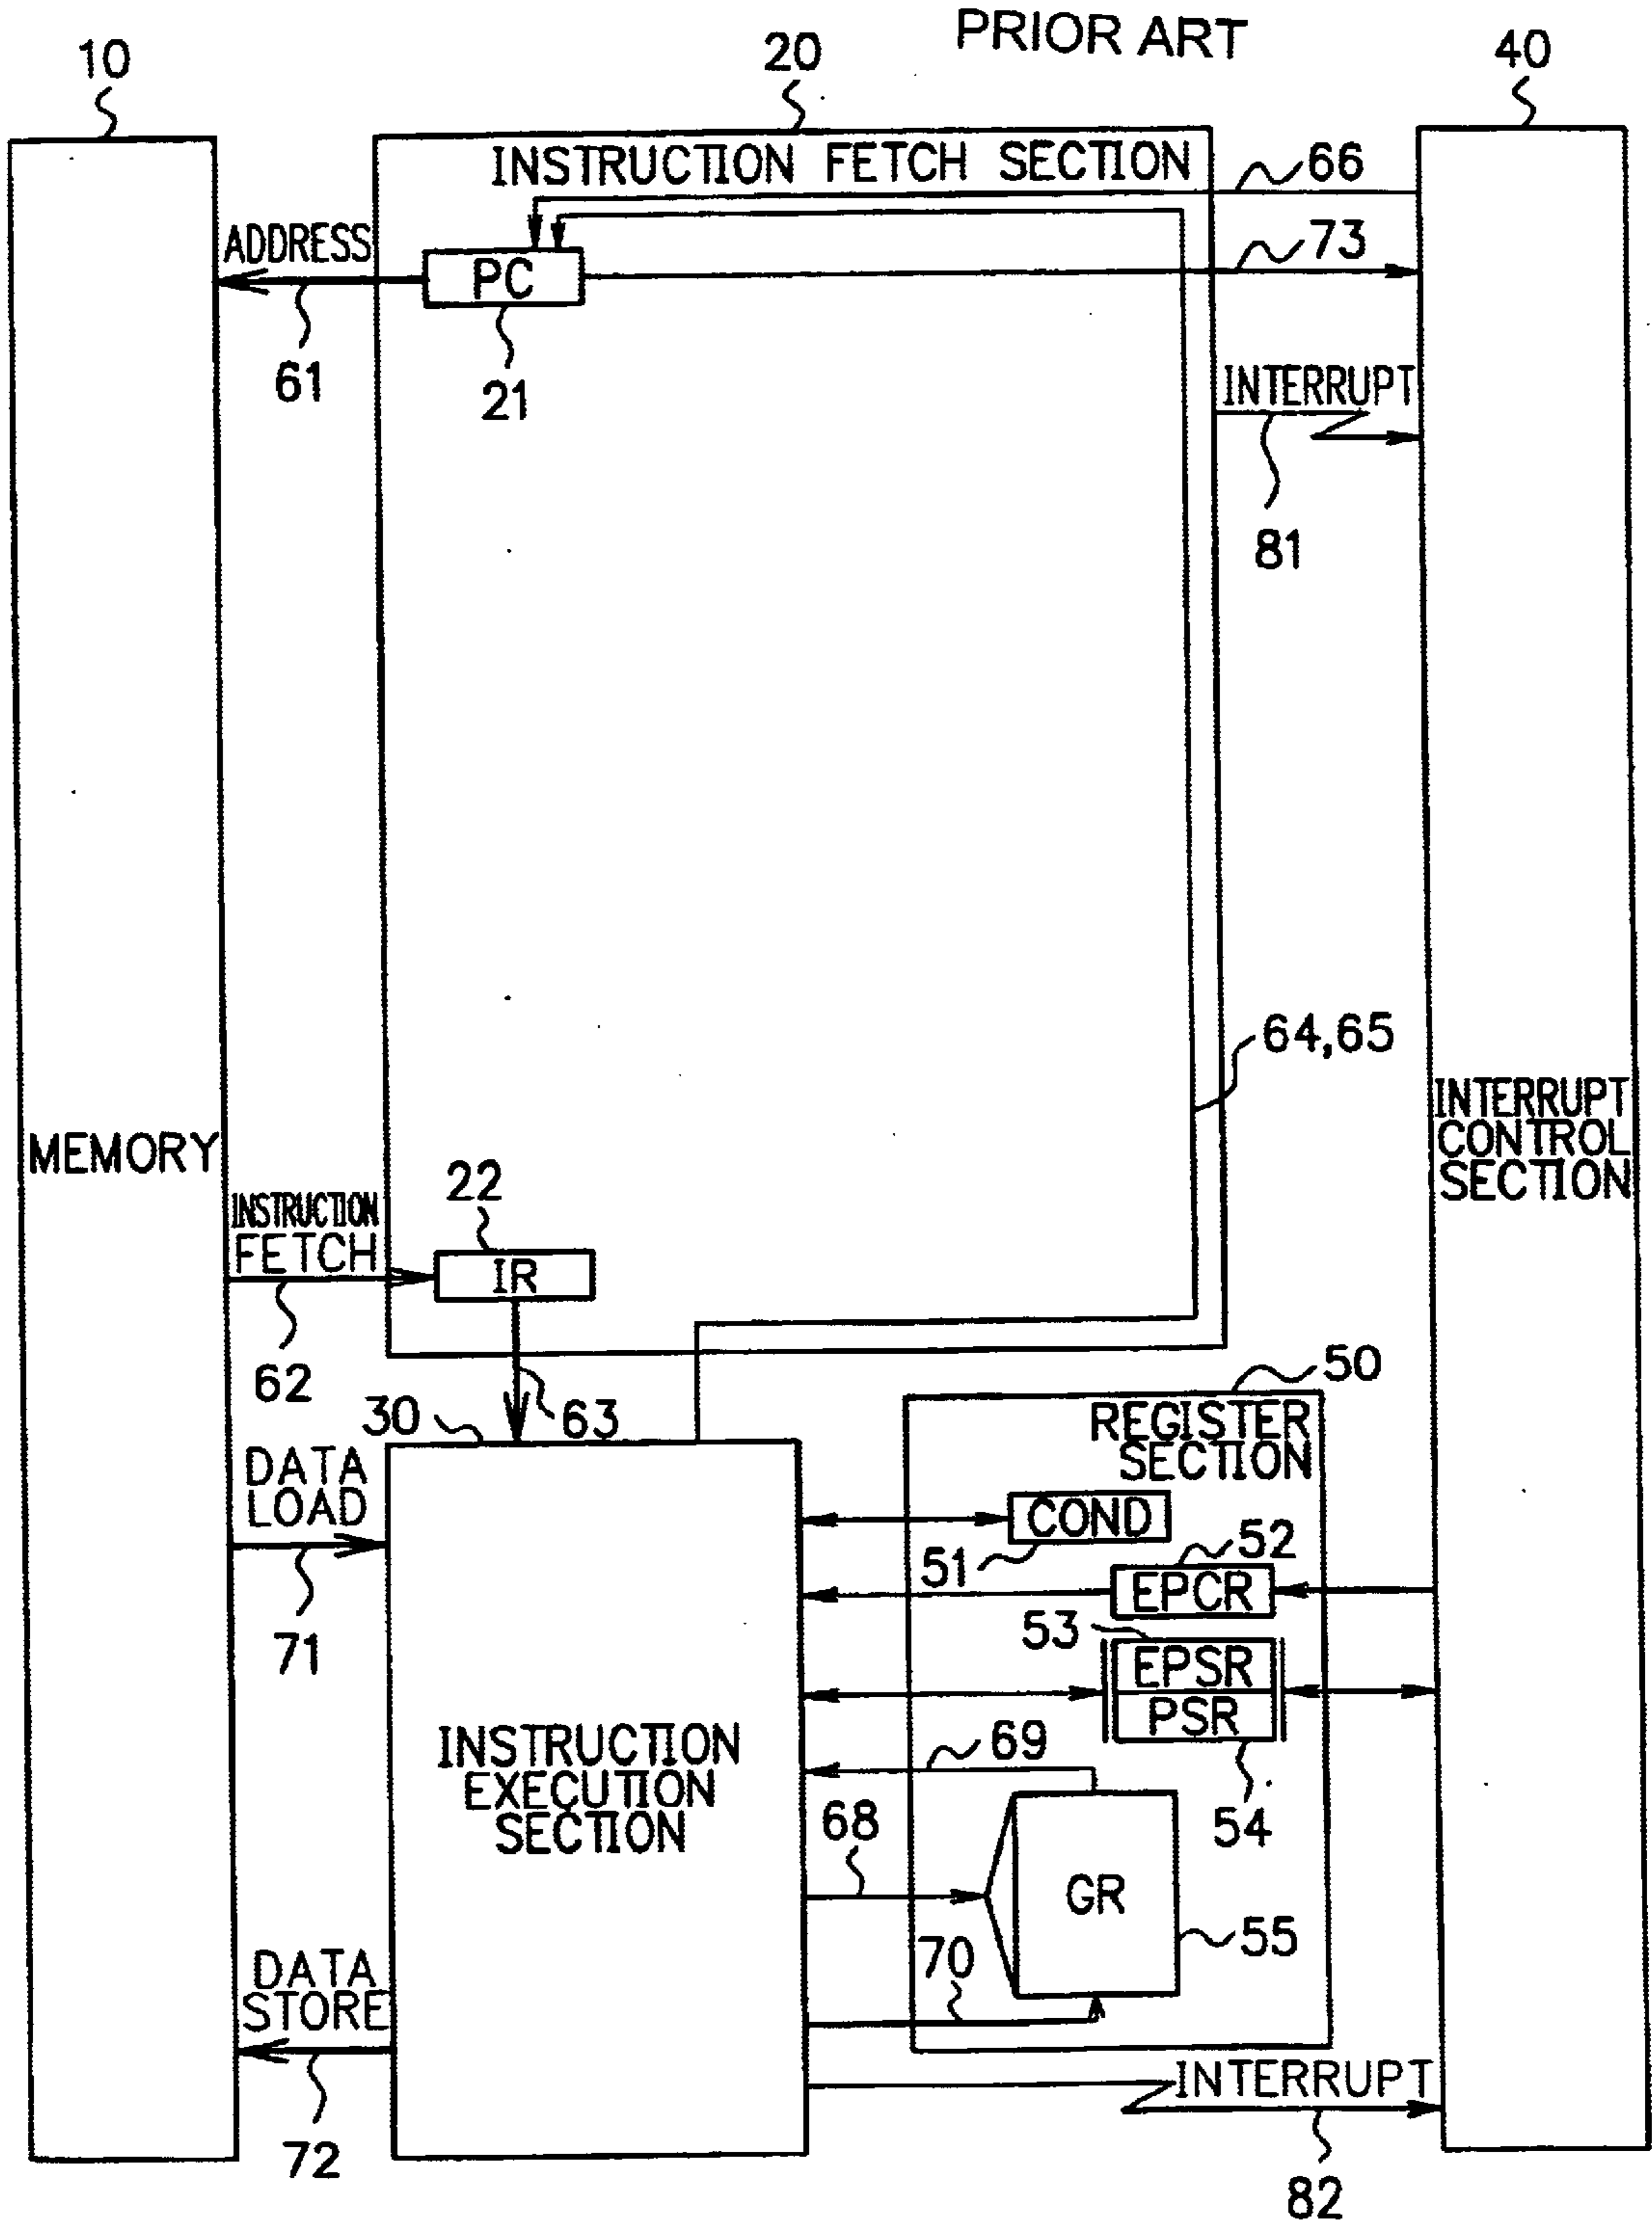 PRIOR ART
10
20
40
INSTRUCTION FETCH SECTION
66
ADDRESS
PC
73
61
21
INTERRUPT
81
64,65
MEMORY
INTERRUPT
CONTROL
SECTION
22
INSTRUCTION
FETCH
IR
62
63
30
50
REGISTER
SECTION
DATA
LOAD
71
COND
51
52
EPCR
53
EPSR
PSR
54
INSTRUCTION
EXECUTION
SECTION
69
68
GR
55
70
DATA
STORE
72
INTERRUPT
82